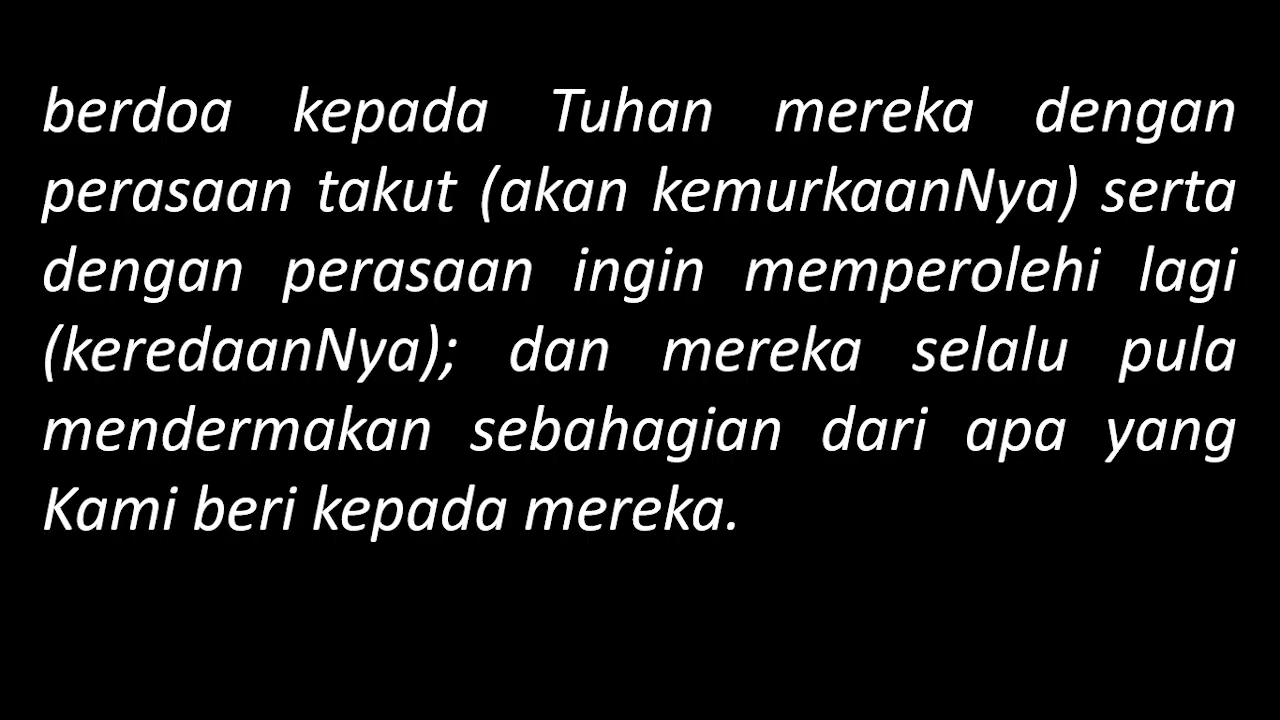 berdoa kepada Tuhan mereka dengan
perasaan takut (akan kemurkaanNya) serta
dengan perasaan ingin memperolehi lagi
(keredaanNya); dan mereka selalu pula
mendermakan sebahagian dari apa yang
Kami beri kepada mereka.